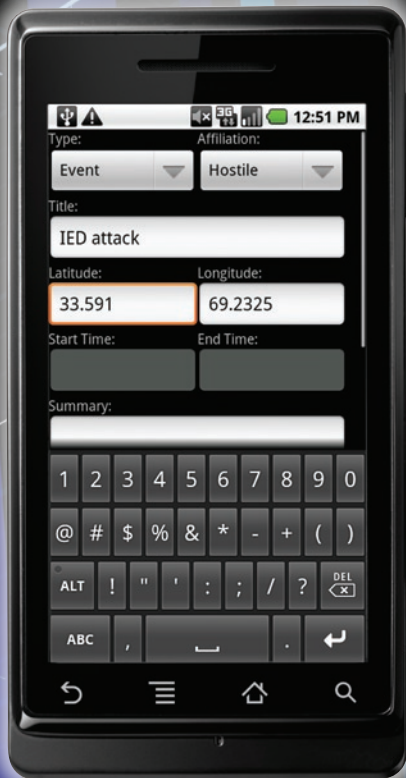 3G 12:51 PM
Type: Affiliation:
Event Hostile
Title:
IED attack
Latitude: Longitude:
33.591 69.2325
Start Time: End Time:
Summary:
1 2 3 4 5 6 7 8 9 0
@ # $ % & * - + ( )
ALT ! " ' : ; / ? DEL
ABC , .